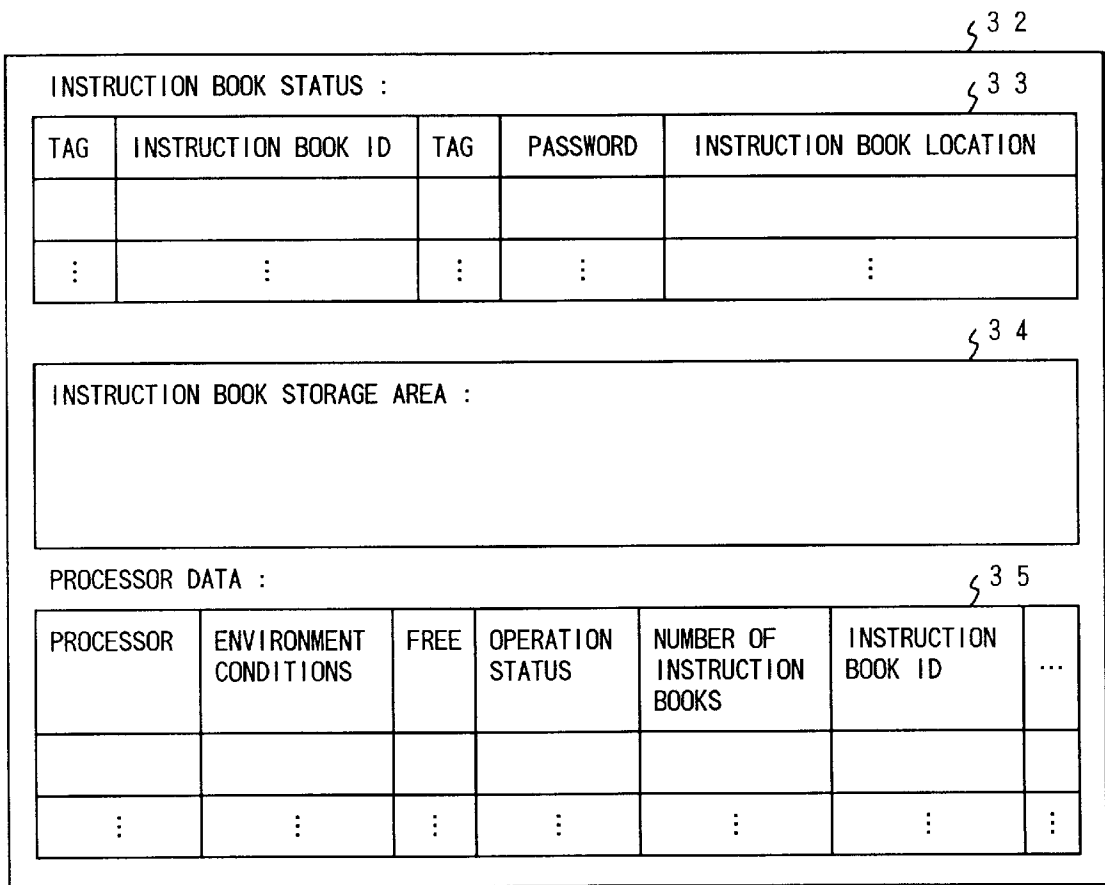 32
INSTRUCTION BOOK STATUS :
33
TAG INSTRUCTION BOOK ID TAG PASSWORD INSTRUCTION BOOK LOCATION
⋮ ⋮ ⋮ ⋮ ⋮
34
INSTRUCTION BOOK STORAGE AREA :
PROCESSOR DATA :
35
PROCESSOR ENVIRONMENT CONDITIONS FREE OPERATION STATUS NUMBER OF INSTRUCTION BOOKS INSTRUCTION BOOK ID ...
⋮ ⋮ ⋮ ⋮ ⋮ ⋮ ⋮